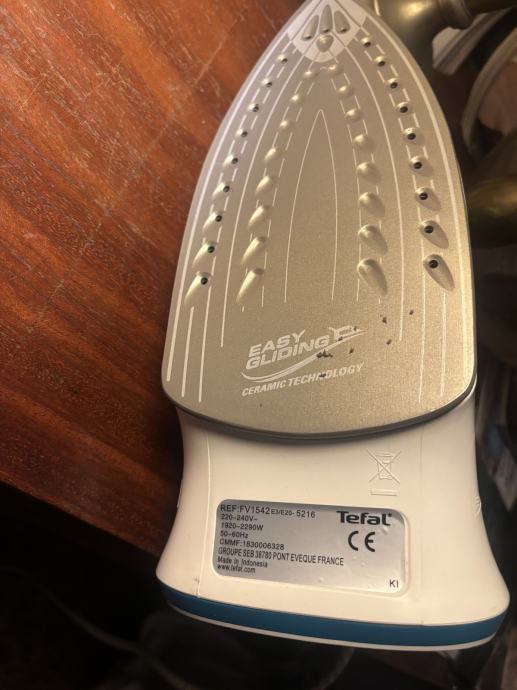 EASY
GLIDING
CERAMIC TECHNOLOGY
REF:FV1542 E3/E20- 5216
Tefal
220-240V~
1920-2290W
50-60Hz
CE
CMMF:1830006328
GROUPE SEB 38780 PONT EVEQUE FRANCE
Made in Indonesia
www.tefal.com
KI